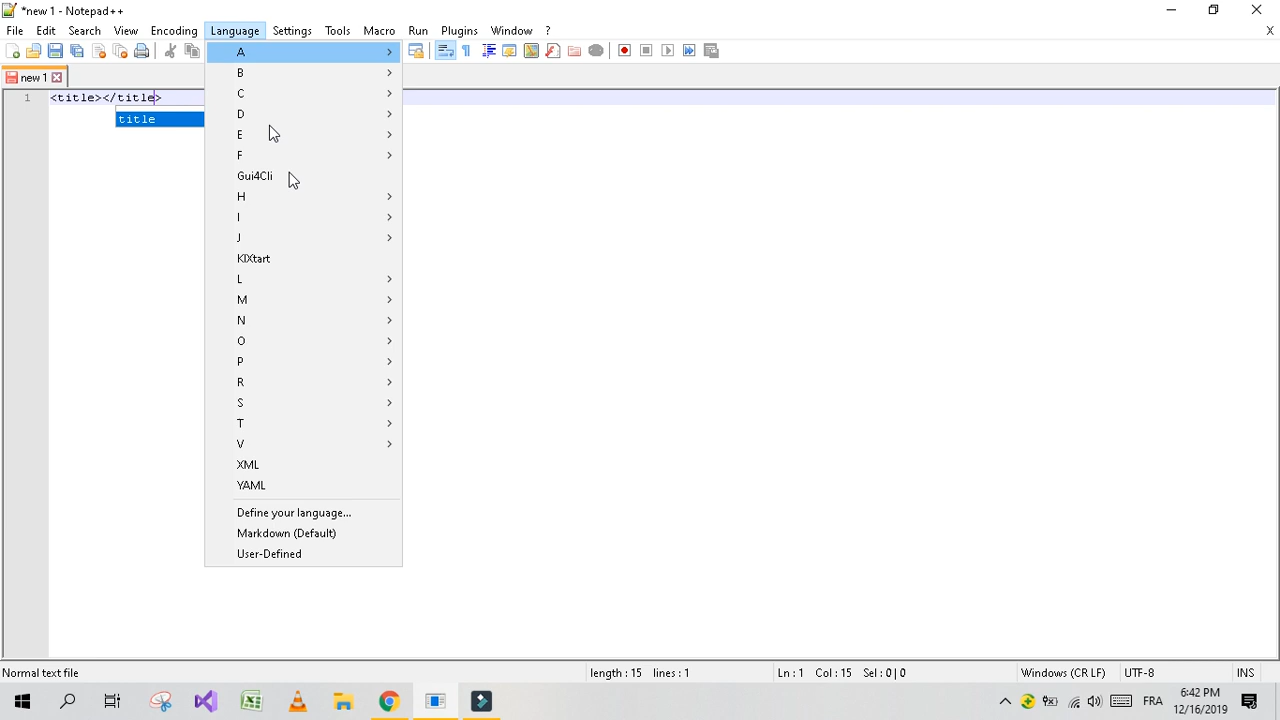 *new 1 - Notepad++
File Edit Search View Encoding Language Settings Tools Macro Run Plugins Window ? X
new 1
1 <title></title>
title
A
B
C
D
E
F
Gui4Cli
H
I
J
KIXtart
L
M
N
O
P
R
S
T
V
XML
YAML
Define your language...
Markdown (Default)
User-Defined
Normal text file length : 15 lines : 1 Ln : 1 Col : 15 Sel : 0 | 0 Windows (CR LF) UTF-8 INS
FRA 6:42 PM
12/16/2019